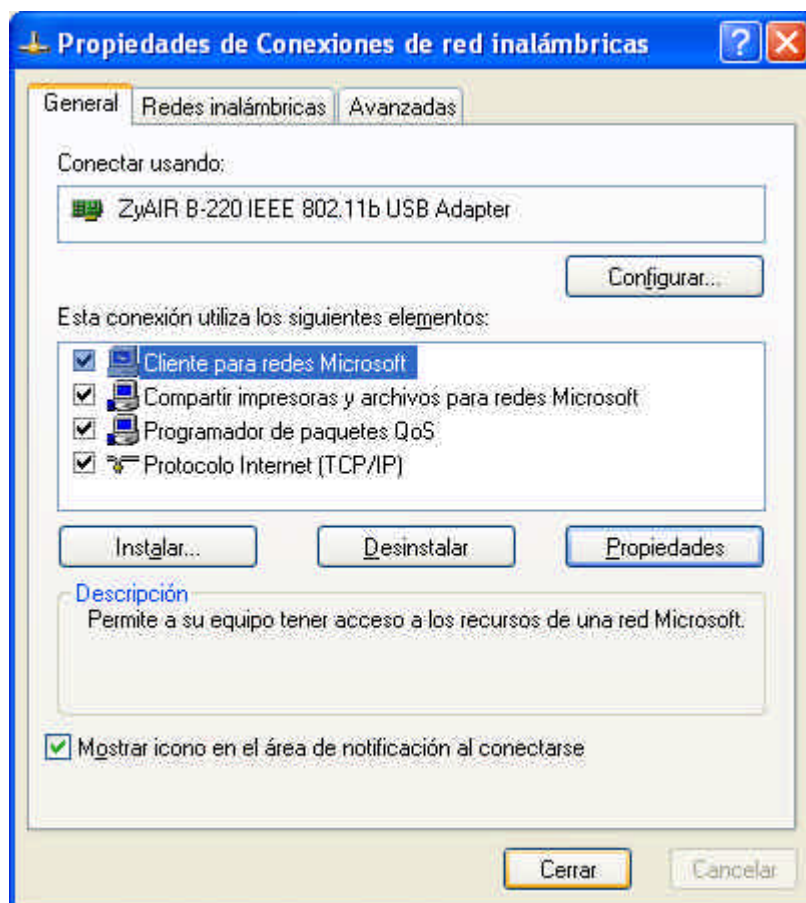 Propiedades de Conexiones de red inalámbricas
General Redes inalámbricas Avanzadas
Conectar usando:
ZyAIR B-220 IEEE 802.11b USB Adapter
Configurar...
Esta conexión utiliza los siguientes elementos:
Cliente para redes Microsoft
Compartir impresoras y archivos para redes Microsoft
Programador de paquetes QoS
Protocolo Internet (TCP/IP)
Instalar... Desinstalar Propiedades
Descripción
Permite a su equipo tener acceso a los recursos de una red Microsoft.
Mostrar icono en el área de notificación al conectarse
Cerrar Cancelar